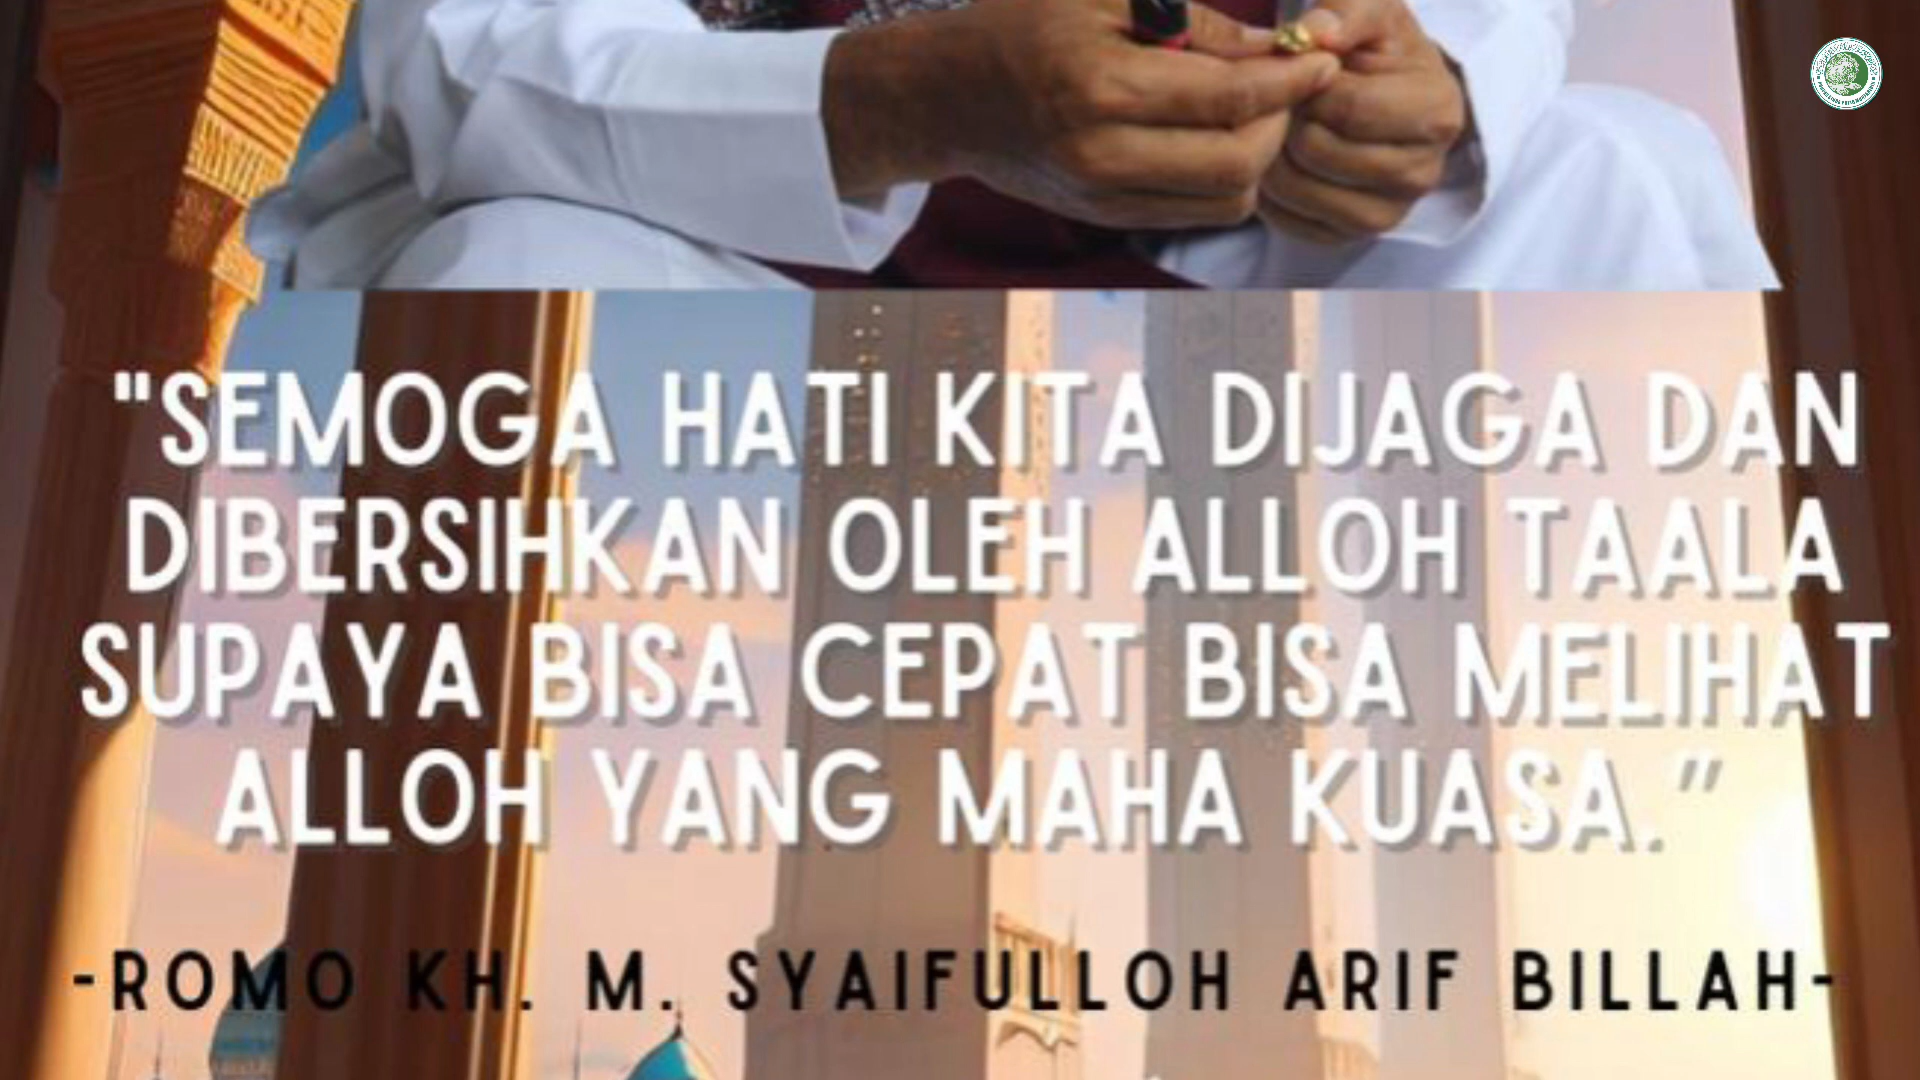 "SEMOGA HATI KITA DIJAGA DAN
DIBERSIHKAN OLEH ALLOH TAALA
SUPAYA BISA CEPAT BISA MELIHAT
ALLOH YANG MAHA KUASA."
-ROMO KH. M. SYAIFULLOH ARIF BILLAH-